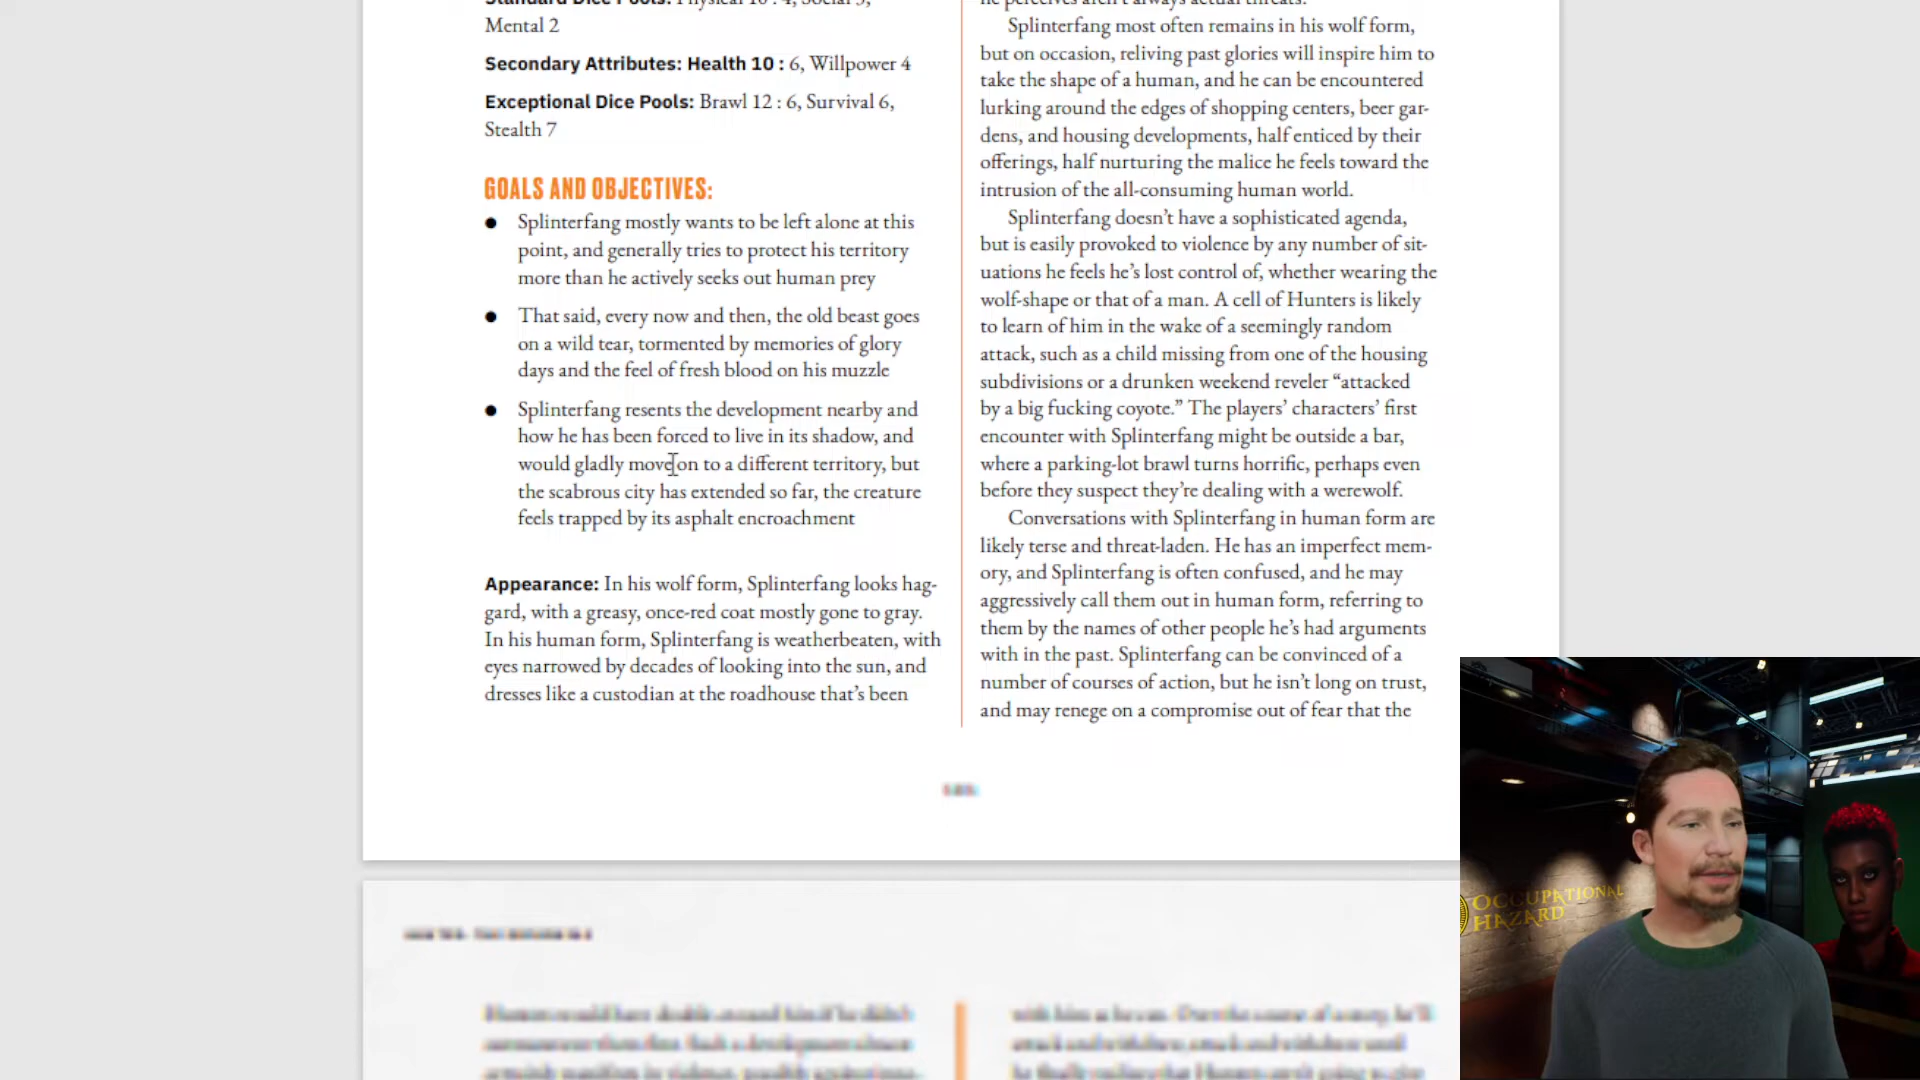 Standard Dice Pools: Physical 10 : 4, Social 3,
Mental 2
Secondary Attributes: Health 10 : 6, Willpower 4
Exceptional Dice Pools: Brawl 12 : 6, Survival 6,
Stealth 7
GOALS AND OBJECTIVES:
● Splinterfang mostly wants to be left alone at this
point, and generally tries to protect his territory
more than he actively seeks out human prey
● That said, every now and then, the old beast goes
on a wild tear, tormented by memories of glory
days and the feel of fresh blood on his muzzle
● Splinterfang resents the development nearby and
how he has been forced to live in its shadow, and
would gladly move on to a different territory, but
the scabrous city has extended so far, the creature
feels trapped by its asphalt encroachment
Appearance: In his wolf form, Splinterfang looks hag-
gard, with a greasy, once-red coat mostly gone to gray.
In his human form, Splinterfang is weatherbeaten, with
eyes narrowed by decades of looking into the sun, and
dresses like a custodian at the roadhouse that’s been
he perceives aren’t always actual threats.
Splinterfang most often remains in his wolf form,
but on occasion, reliving past glories will inspire him to
take the shape of a human, and he can be encountered
lurking around the edges of shopping centers, beer gar-
dens, and housing developments, half enticed by their
offerings, half nurturing the malice he feels toward the
intrusion of the all-consuming human world.
Splinterfang doesn’t have a sophisticated agenda,
but is easily provoked to violence by any number of sit-
uations he feels he’s lost control of, whether wearing the
wolf-shape or that of a man. A cell of Hunters is likely
to learn of him in the wake of a seemingly random
attack, such as a child missing from one of the housing
subdivisions or a drunken weekend reveler “attacked
by a big fucking coyote.” The players’ characters’ first
encounter with Splinterfang might be outside a bar,
where a parking-lot brawl turns horrific, perhaps even
before they suspect they’re dealing with a werewolf.
Conversations with Splinterfang in human form are
likely terse and threat-laden. He has an imperfect mem-
ory, and Splinterfang is often confused, and he may
aggressively call them out in human form, referring to
them by the names of other people he’s had arguments
with in the past. Splinterfang can be convinced of a
number of courses of action, but he isn’t long on trust,
and may renege on a compromise out of fear that the
OCCUPATIONAL
HAZARD